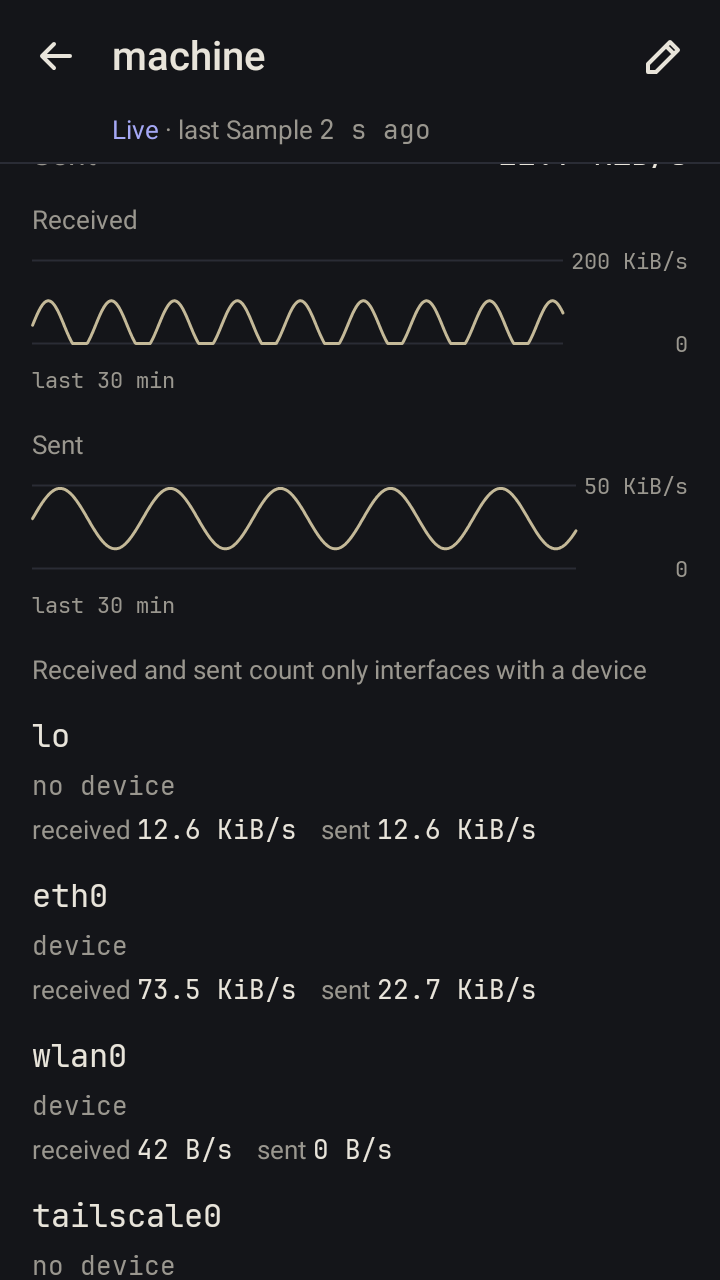 machine
Live · last Sample 2 s ago
Received
200 KiB/s
0
last 30 min
Sent
50 KiB/s
0
last 30 min
Received and sent count only interfaces with a device
lo
no device
received 12.6 KiB/s sent 12.6 KiB/s
eth0
device
received 73.5 KiB/s sent 22.7 KiB/s
wlan0
device
received 42 B/s sent 0 B/s
tailscale0
no device